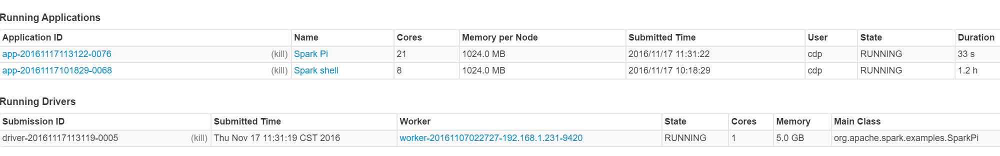 Running Applications
Application ID Name Cores Memory per Node Submitted Time User State Duration
app-20161117113122-0076 (kill) Spark Pi 21 1024.0 MB 2016/11/17 11:31:22 cdp RUNNING 33 s
app-20161117101829-0068 (kill) Spark shell 8 1024.0 MB 2016/11/17 10:18:29 cdp RUNNING 1.2 h
Running Drivers
Submission ID Submitted Time Worker State Cores Memory Main Class
driver-20161117113119-0005 (kill) Thu Nov 17 11:31:19 CST 2016 worker-20161107022727-192.168.1.231-9420 RUNNING 1 5.0 GB org.apache.spark.examples.SparkPi